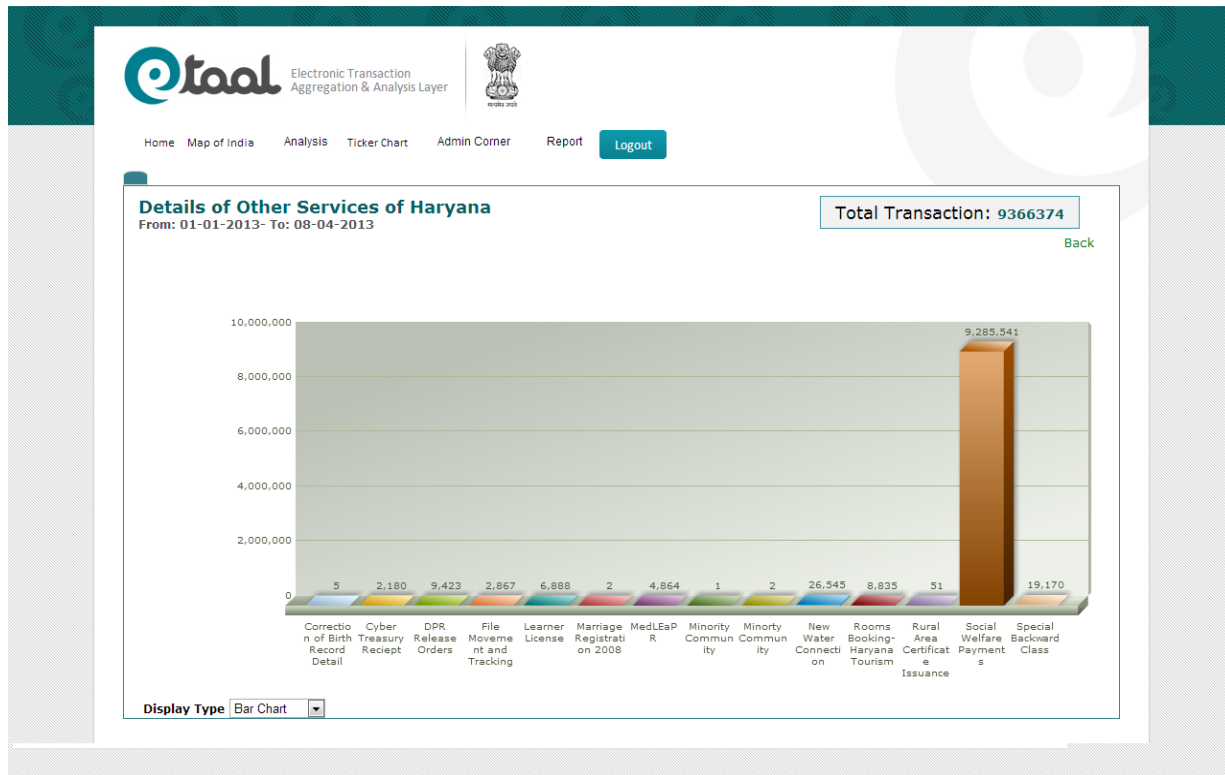 etaal
Electronic Transaction
Aggregation & Analysis Layer
सत्यमेव जयते
Home Map of India Analysis Ticker Chart Admin Corner Report Logout
Details of Other Services of Haryana
From: 01-01-2013- To: 08-04-2013
Total Transaction: 9366374
Back
10,000,000
8,000,000
6,000,000
4,000,000
2,000,000
0
9,285,541
5 2,180 9,423 2,867 6,888 2 4,864 1 2 26,545 8,835 51 19,170
Correctio
n of Birth
Record
Detail
Cyber
Treasury
Reciept
DPR
Release
Orders
File
Moveme
nt and
Tracking
Learner
License
Marriage
Registrati
on 2008
MedLEaP
R
Minority
Commun
ity
Minorty
Commun
ity
New
Water
Connecti
on
Rooms
Booking-
Haryana
Tourism
Rural
Area
Certificat
e
Issuance
Social
Welfare
Payment
s
Special
Backward
Class
Display Type Bar Chart